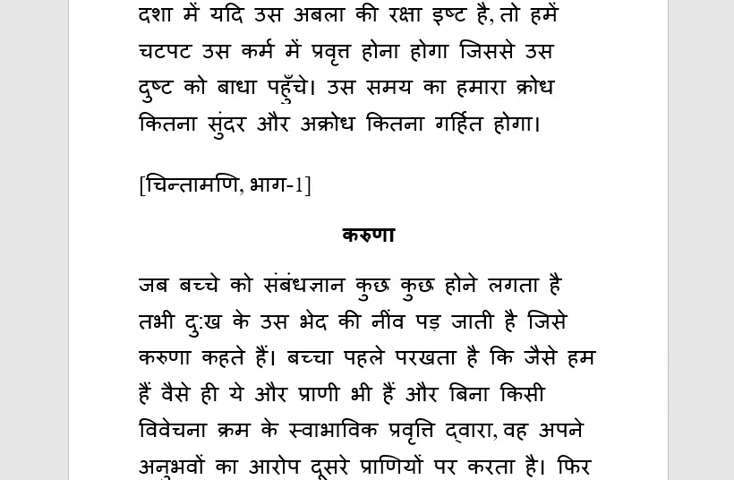 दशा में यदि उस अबला की रक्षा इष्ट है, तो हमें
चटपट उस कर्म में प्रवृत्त होना होगा जिससे उस
दुष्ट को बाधा पहुँचे। उस समय का हमारा क्रोध
कितना सुंदर और अक्रोध कितना गर्हित होगा।
[चिन्तामणि, भाग-1]
करुणा
जब बच्चे को संबंधज्ञान कुछ कुछ होने लगता है
तभी दु:ख के उस भेद की नींव पड़ जाती है जिसे
करुणा कहते हैं। बच्चा पहले परखता है कि जैसे हम
हैं वैसे ही ये और प्राणी भी हैं और बिना किसी
विवेचना क्रम के स्वाभाविक प्रवृत्ति द्वारा, वह अपने
अनुभवों का आरोप दूसरे प्राणियों पर करता है। फिर